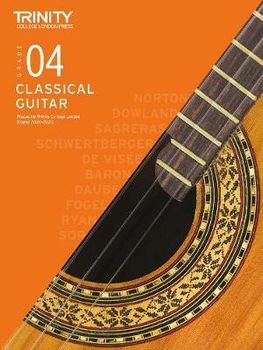 TRINITY
COLLEGE LONDON PRESS
GRADE
04
CLASSICAL
GUITAR
Pieces for Trinity College London
Exams 2020-2023
NORTON
DOWLAND
SAGRERAS
SCHWERTBERGER
DE VISÉE
BARON
DAUBE
FOGEL
RYAN
SOR